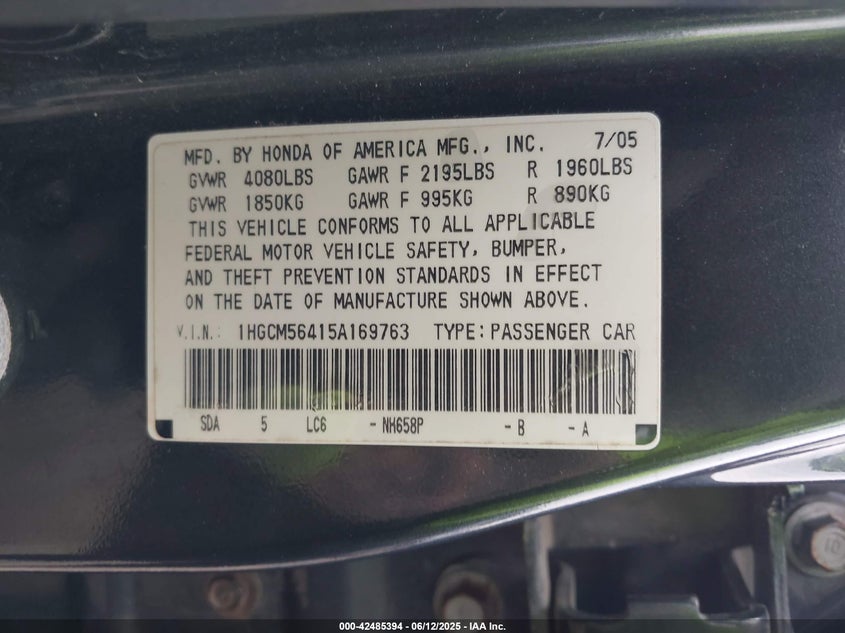 MFD. BY HONDA OF AMERICA MFG., INC. 7/05
GVWR 4080LBS GAWR F 2195LBS R 1960LBS
GVWR 1850KG GAWR F 995KG R 890KG
THIS VEHICLE CONFORMS TO ALL APPLICABLE
FEDERAL MOTOR VEHICLE SAFETY, BUMPER,
AND THEFT PREVENTION STANDARDS IN EFFECT
ON THE DATE OF MANUFACTURE SHOWN ABOVE.
V.I.N.: 1HGCM56415A169763 TYPE: PASSENGER CAR
SDA 5 LC6 - NH658P - B - A
10
000-42485394 - 06/12/2025 - IAA Inc.